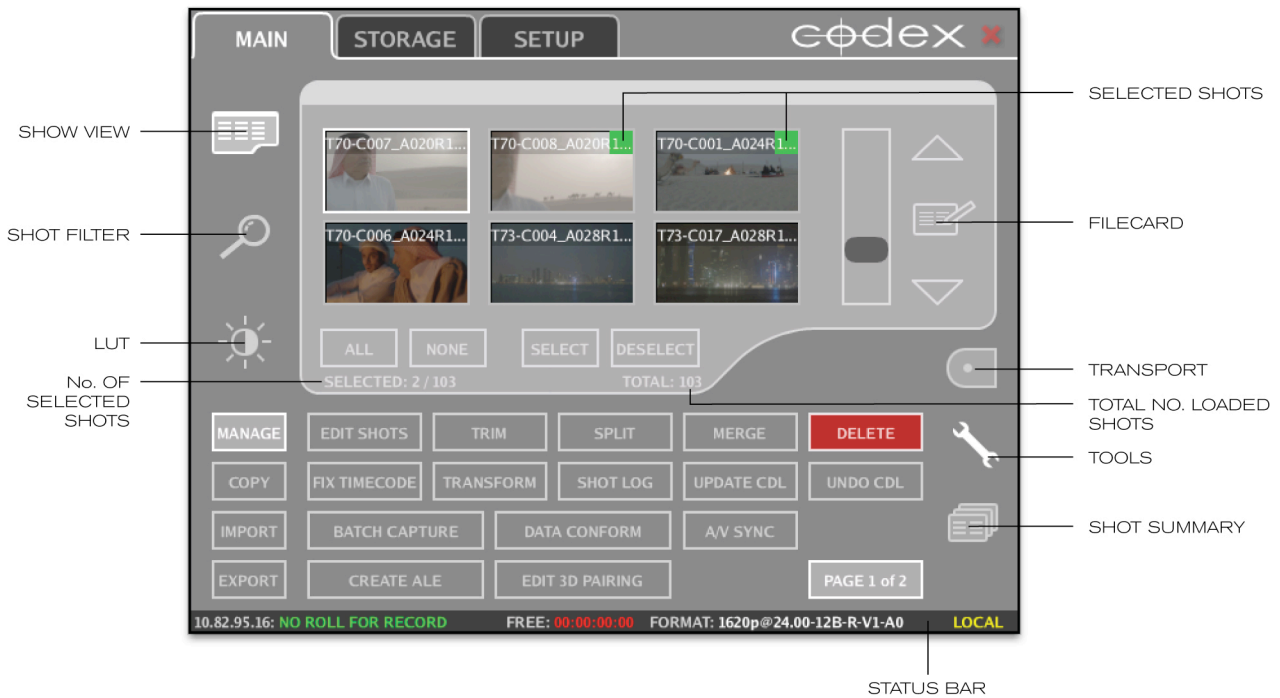 MAIN STORAGE SETUP codex
SELECTED SHOTS
SHOW VIEW
T70-C007_A020R1... T70-C008_A020R1... T70-C001_A024R1...
SHOT FILTER
FILECARD
T70-C006_A024R1... T73-C004_A028R1... T73-C017_A028R1...
LUT
ALL NONE SELECT DESELECT
TRANSPORT
No. OF
SELECTED
SHOTS
SELECTED: 2 / 103 TOTAL: 103
TOTAL NO. LOADED
SHOTS
MANAGE EDIT SHOTS TRIM SPLIT MERGE DELETE
TOOLS
COPY FIX TIMECODE TRANSFORM SHOT LOG UPDATE CDL UNDO CDL
IMPORT BATCH CAPTURE DATA CONFORM A/V SYNC
SHOT SUMMARY
EXPORT CREATE ALE EDIT 3D PAIRING PAGE 1 of 2
10.82.95.16: NO ROLL FOR RECORD FREE: 00:00:00:00 FORMAT: 1620p@24.00-12B-R-V1-A0 LOCAL
STATUS BAR